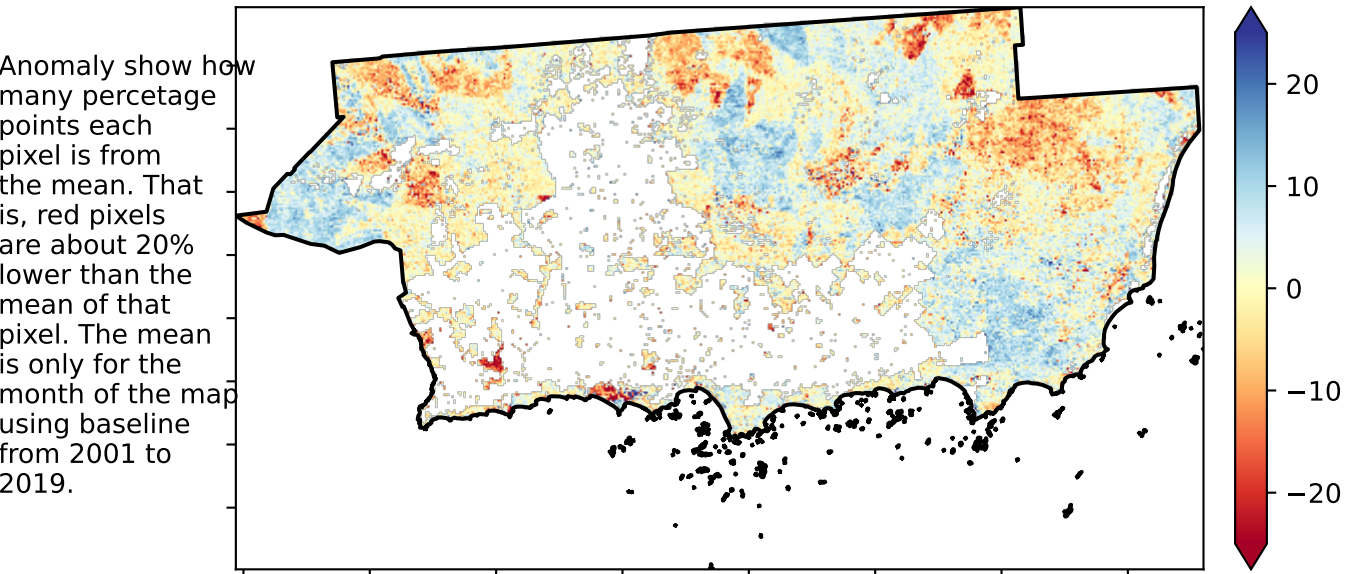 Anomaly show how
many percetage
points each
pixel is from
the mean. That
is, red pixels
are about 20%
lower than the
mean of that
pixel. The mean
is only for the
month of the map
using baseline
from 2001 to
2019.
20
10
0
−10
−20